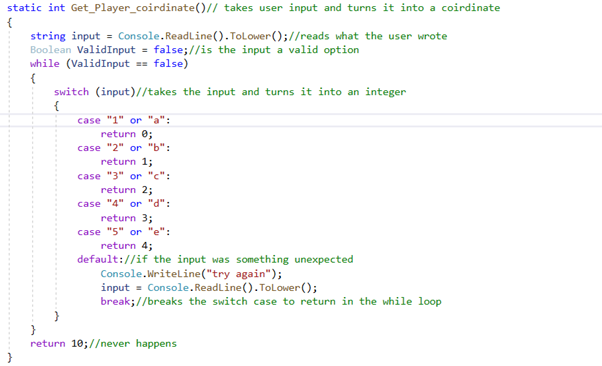 static int Get_Player_coirdinate()// takes user input and turns it into a coirdinate
{
string input = Console.ReadLine().ToLower();//reads what the user wrote
Boolean ValidInput = false;//is the input a valid option
while (ValidInput == false)
{
switch (input)//takes the input and turns it into an integer
{
case "1" or "a":
return 0;
case "2" or "b":
return 1;
case "3" or "c":
return 2;
case "4" or "d":
return 3;
case "5" or "e":
return 4;
default://if the input was something unexpected
Console.WriteLine("try again");
input = Console.ReadLine().ToLower();
break;//breaks the switch case to return in the while loop
}
}
return 10;//never happens
}